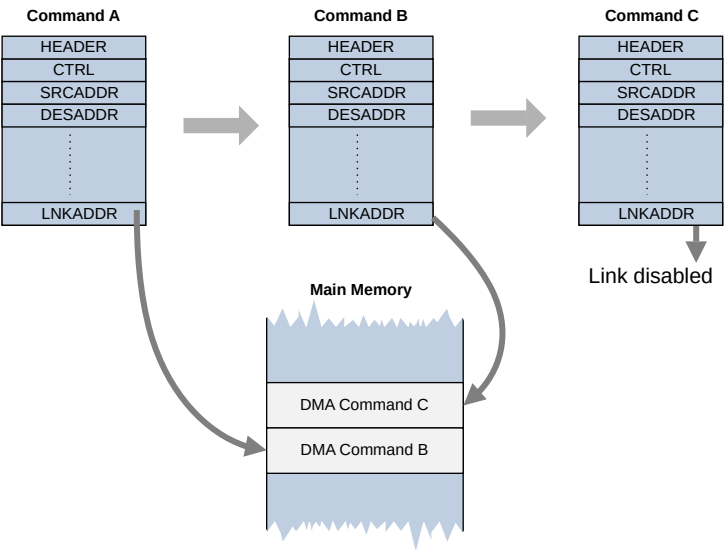 Command A
HEADER
CTRL
SRCADDR
DESADDR
LNKADDR
Command B
HEADER
CTRL
SRCADDR
DESADDR
LNKADDR
Command C
HEADER
CTRL
SRCADDR
DESADDR
LNKADDR
Link disabled
Main Memory
DMA Command C
DMA Command B